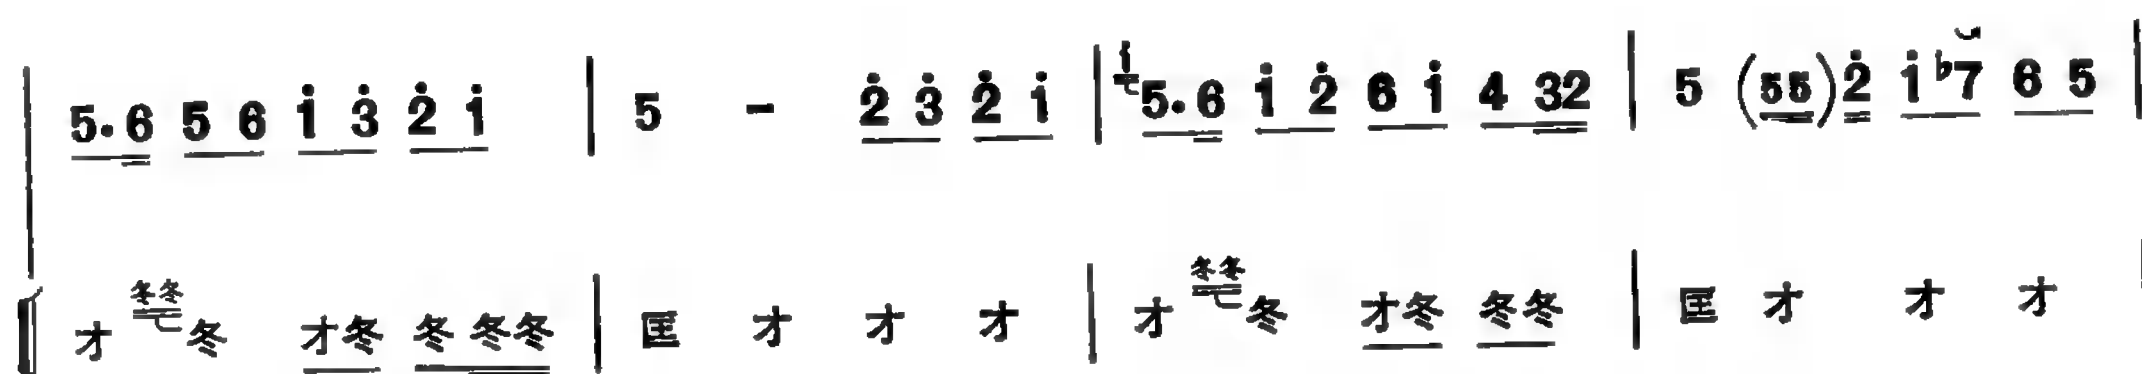 5·6 5 6 i̇ 3̇ 2̇ i̇ | 5 - 2̇ 3̇ 2̇ i̇ | i̇ 5·6 i̇ 2̇ 6 i̇ 4 32 | 5 (55) 2̇ i̇ ♭7 6 5 |
才 冬冬 冬 才冬 冬 冬冬 | 匡 才 才 才 | 才 冬冬 冬 才冬 冬冬 | 匡 才 才 才